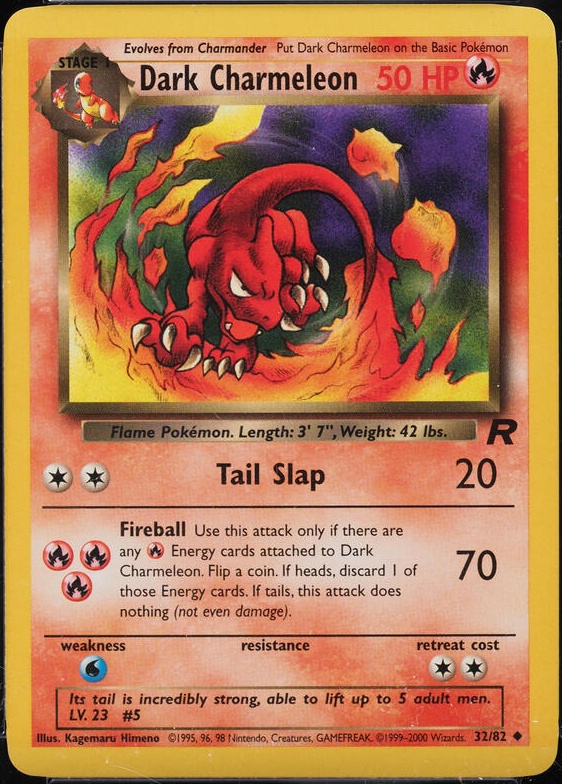 Evolves from Charmander Put Dark Charmeleon on the Basic Pokémon
STAGE 1
Dark Charmeleon 50 HP
Flame Pokémon. Length: 3' 7", Weight: 42 lbs.
R
Tail Slap 20
Fireball Use this attack only if there are
any Energy cards attached to Dark
Charmeleon. Flip a coin. If heads, discard 1 of
those Energy cards. If tails, this attack does
nothing (not even damage).
70
weakness resistance retreat cost
Its tail is incredibly strong, able to lift up to 5 adult men.
LV. 23 #5
Illus. Kagemaru Himeno ©1995, 96, 98 Nintendo, Creatures, GAMEFREAK. ©1999-2000 Wizards. 32/82